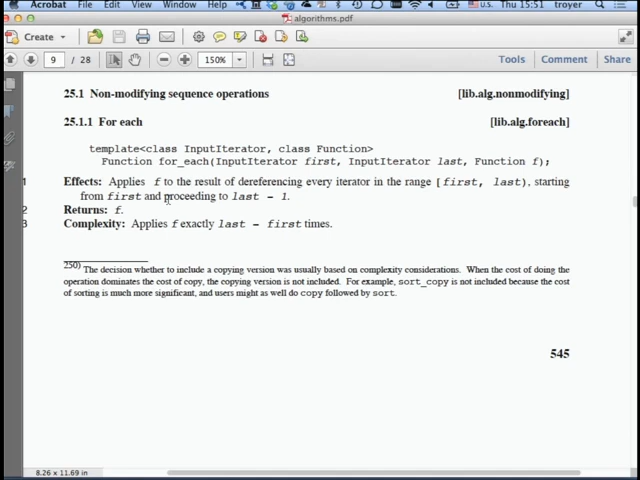 Acrobat File Edit View Window Help U.S. Thu 15:51 troyer
algorithms.pdf
Create
9 / 28 150% Tools Comment Share
25.1 Non-modifying sequence operations [lib.alg.nonmodifying]
25.1.1 For each [lib.alg.foreach]
template<class InputIterator, class Function>
Function for_each(InputIterator first, InputIterator last, Function f);
1 Effects: Applies f to the result of dereferencing every iterator in the range [first, last), starting
from first and proceeding to last - 1.
2 Returns: f.
3 Complexity: Applies f exactly last - first times.
250) The decision whether to include a copying version was usually based on complexity considerations. When the cost of doing the
operation dominates the cost of copy, the copying version is not included. For example, sort_copy is not included because the cost
of sorting is much more significant, and users might as well do copy followed by sort.
545
8.26 x 11.69 in